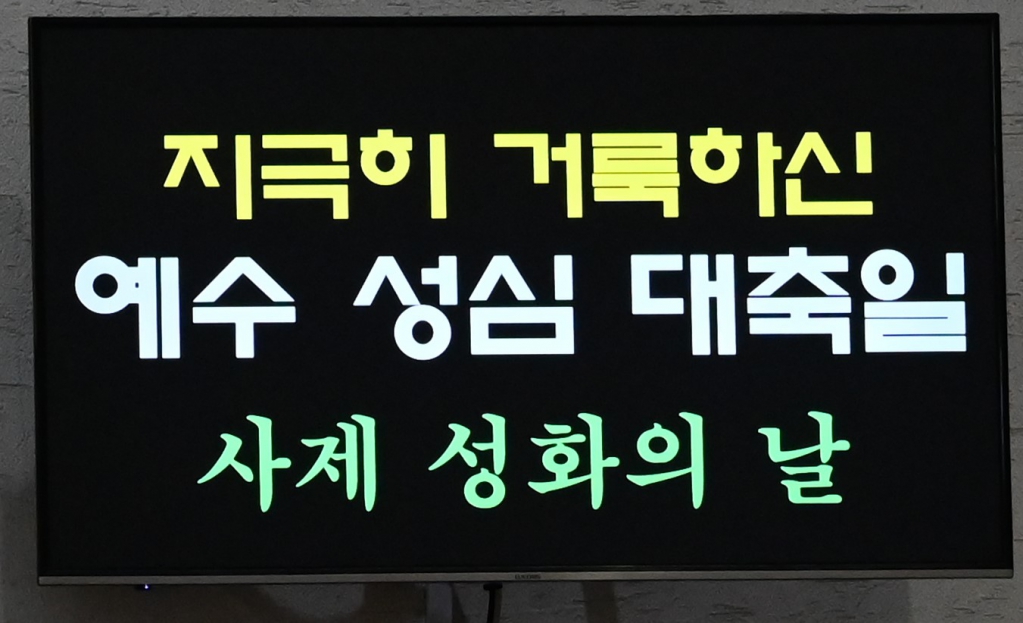 지극히 거룩하신
예수 성심 대축일
사제 성화의 날